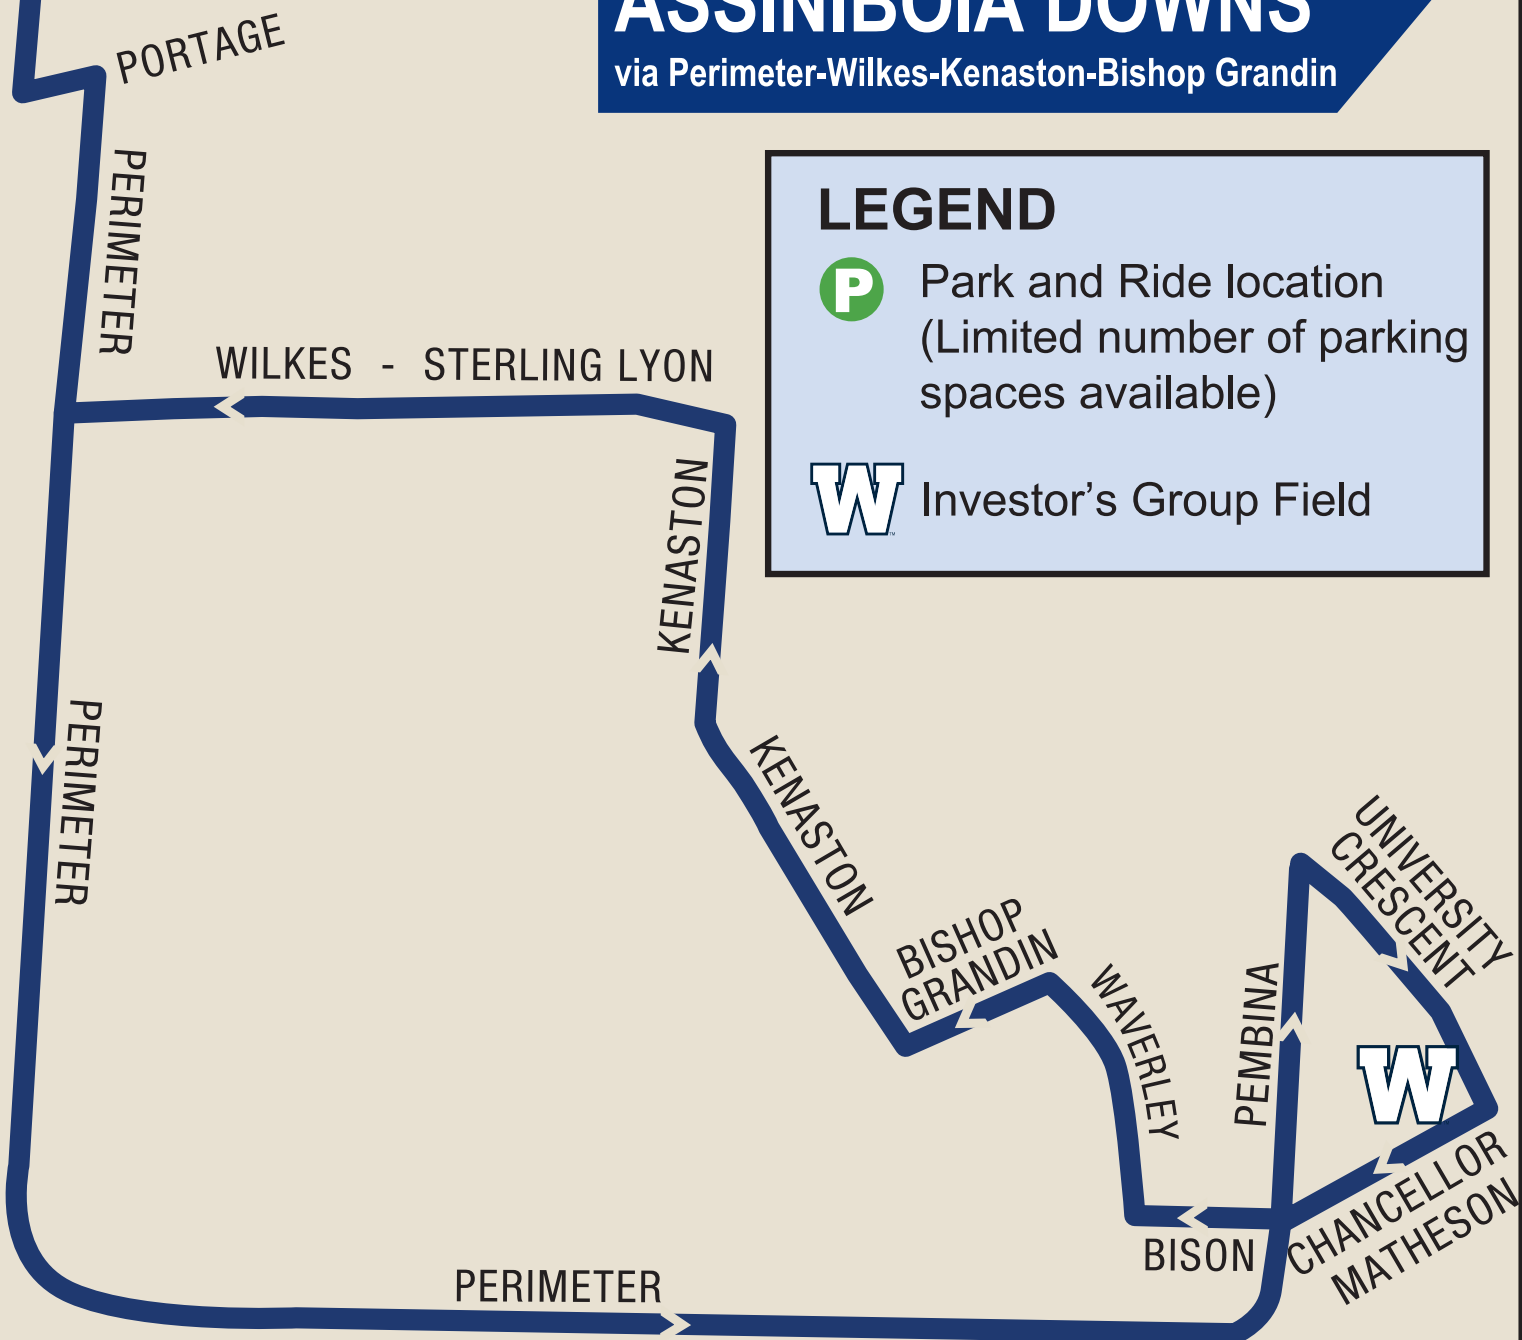 ASSINIBOIA DOWNS
via Perimeter-Wilkes-Kenaston-Bishop Grandin
PORTAGE
PERIMETER
LEGEND
P
Park and Ride location
(Limited number of parking
spaces available)
W
Investor's Group Field
WILKES - STERLING LYON
KENASTON
PERIMETER
KENASTON
BISHOP
GRANDIN
WAVERLEY
UNIVERSITY
CRESCENT
PEMBINA
W
CHANCELLOR
MATHESON
BISON
PERIMETER